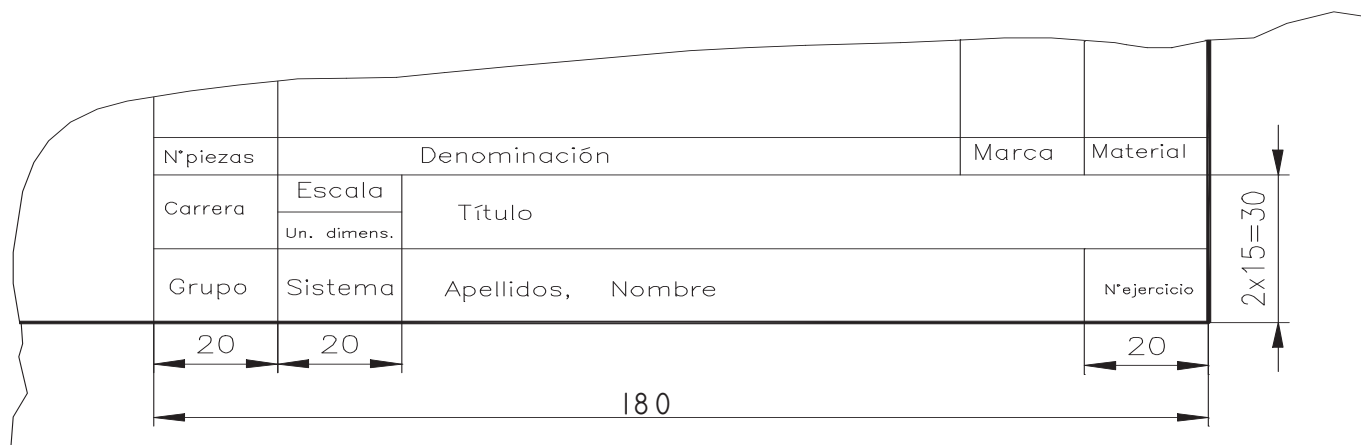 N°piezas Denominación Marca Material
Carrera Escala Título
Un. dimens.
Grupo Sistema Apellidos, Nombre N°ejercicio
2x15=30
20 20 20
180